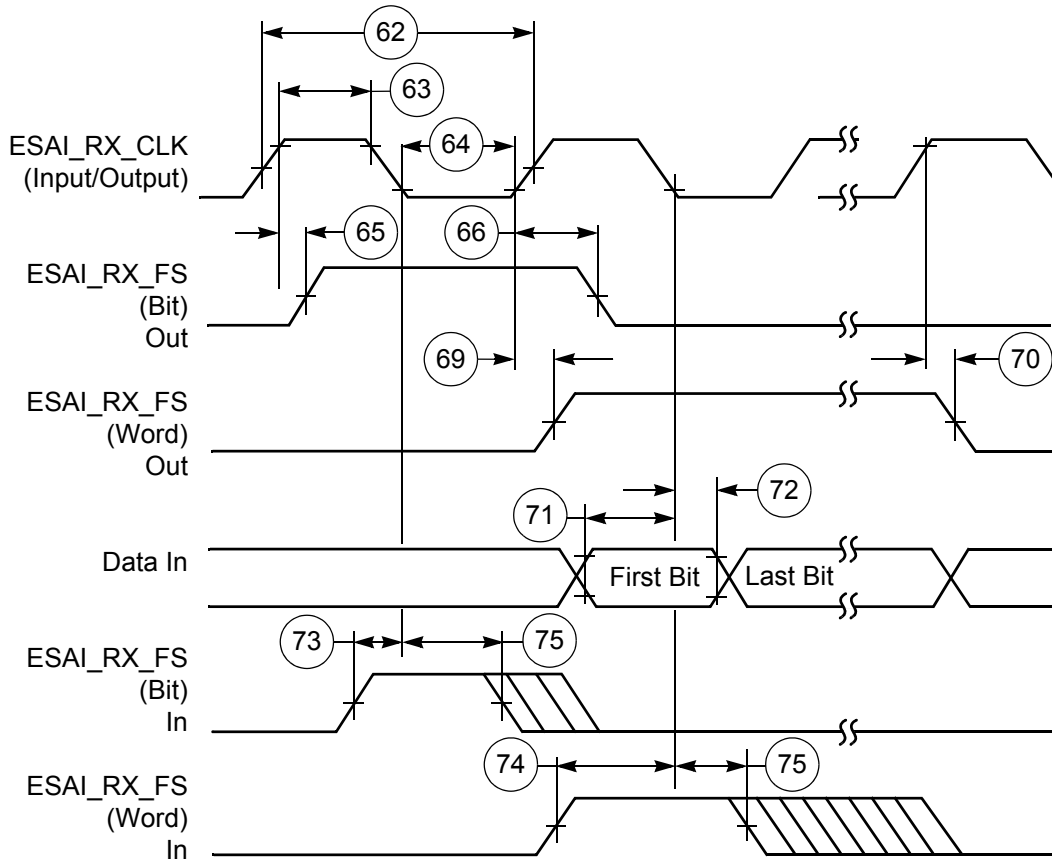 62
63
ESAI_RX_CLK
(Input/Output)
64
65
66
ESAI_RX_FS
(Bit)
Out
69
70
ESAI_RX_FS
(Word)
Out
71
72
Data In
First Bit
Last Bit
73
75
ESAI_RX_FS
(Bit)
In
74
75
ESAI_RX_FS
(Word)
In